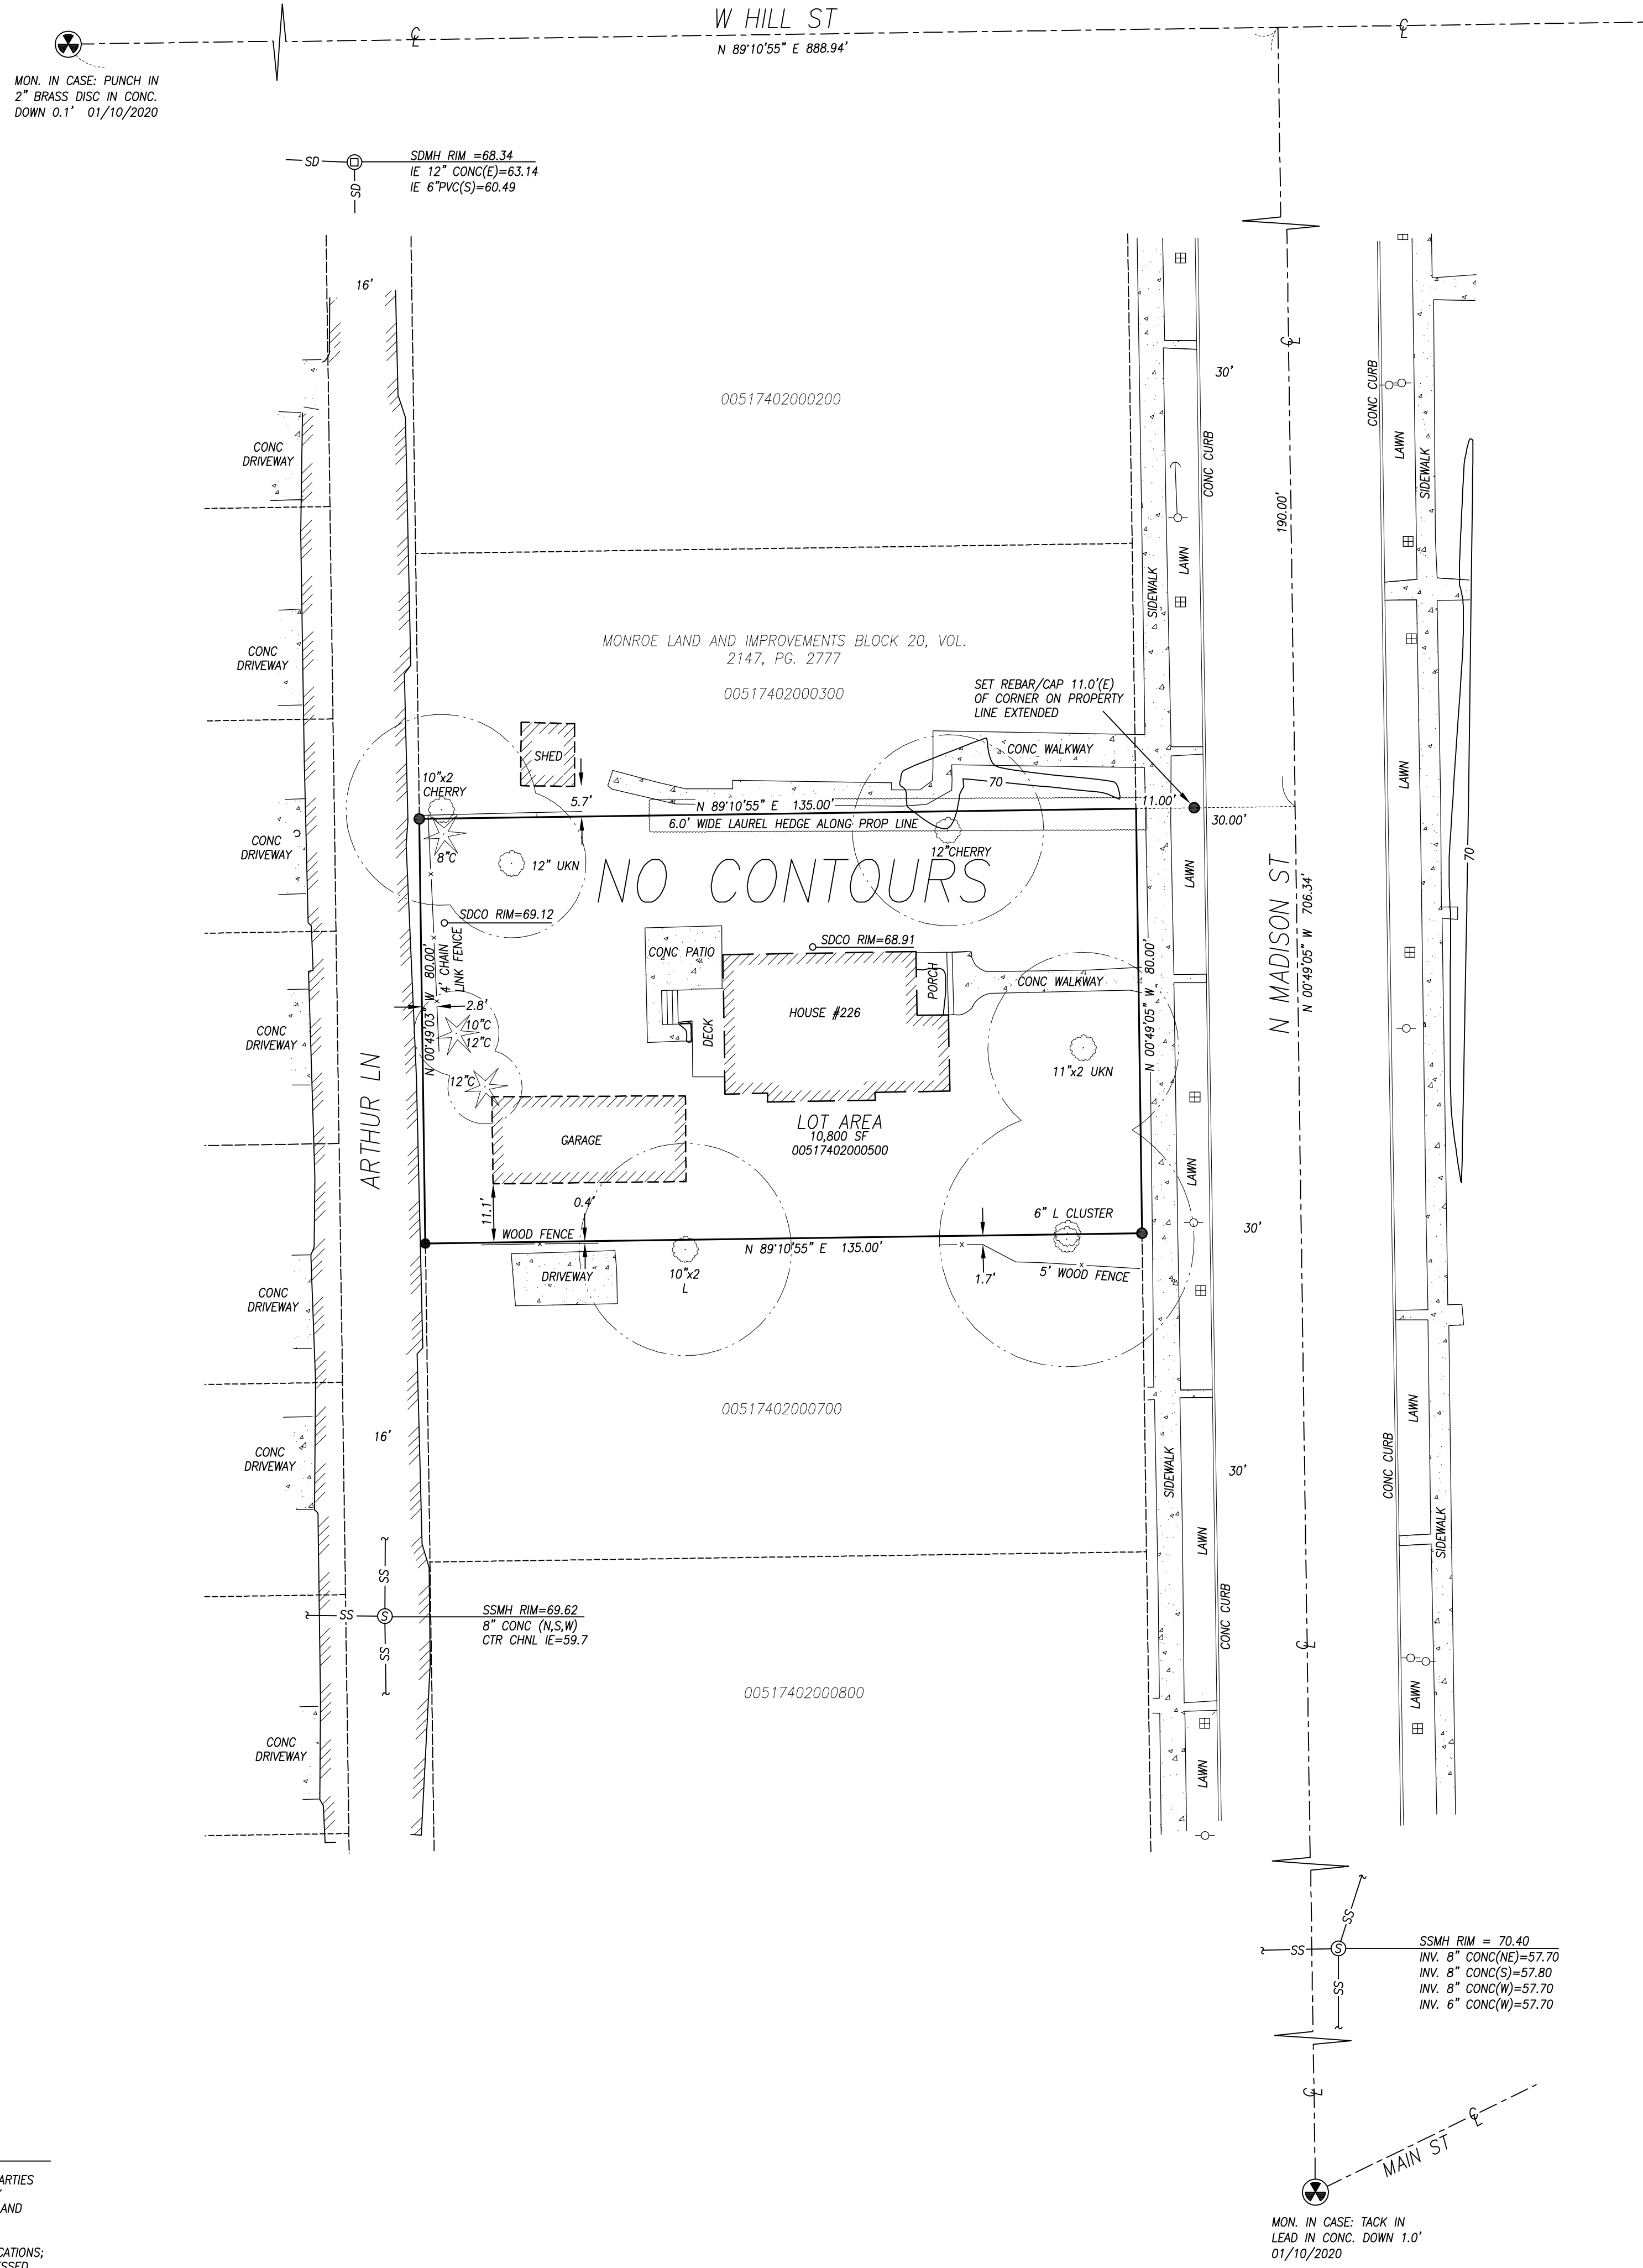 W HILL ST
N 89°10'55" E 888.94'
MON. IN CASE: PUNCH IN
2" BRASS DISC IN CONC.
DOWN 0.1' 01/10/2020
SD
SD
SDMH RIM =68.34
IE 12" CONC(E)=63.14
IE 6"PVC(S)=60.49
16'
00517402000200
30'
CONC CURB
CONC CURB
LAWN
SIDEWALK
CONC
DRIVEWAY
190.00'
LAWN
SIDEWALK
CONC
DRIVEWAY
MONROE LAND AND IMPROVEMENTS BLOCK 20, VOL.
2147, PG. 2777
00517402000300
SET REBAR/CAP 11.0'(E)
OF CORNER ON PROPERTY
LINE EXTENDED
SHED
CONC WALKWAY
LAWN
10"x2
CHERRY
5.7'
70
N 89°10'55" E 135.00'
11.00'
30.00'
6.0' WIDE LAUREL HEDGE ALONG PROP LINE
CONC
DRIVEWAY
8"C
12" UKN
12"CHERRY
NO CONTOURS
LAWN
70
SDCO RIM=69.12
SDCO RIM=68.91
N MADISON ST
N 00°49'05" W 706.34'
N 00°49'03" W 80.00'
4' CHAIN
LINK FENCE
CONC PATIO
PORCH
CONC WALKWAY
N 00°49'05" W 80.00'
2.8'
10"C
12"C
DECK
HOUSE #226
CONC
DRIVEWAY
12"C
11"x2 UKN
ARTHUR LN
GARAGE
LOT AREA
10,800 SF
00517402000500
LAWN
11.1'
0.4'
6" L CLUSTER
30'
WOOD FENCE
N 89°10'55" E 135.00'
DRIVEWAY
10"x2
L
1.7'
5' WOOD FENCE
CONC
DRIVEWAY
00517402000700
LAWN
16'
CONC
DRIVEWAY
SIDEWALK
30'
CONC CURB
LAWN
SIDEWALK
SS
SS
S
SS
SSMH RIM=69.62
8" CONC (N,S,W)
CTR CHNL IE=59.7
CONC CURB
00517402000800
LAWN
CONC
DRIVEWAY
LAWN
SS
SS
S
SS
SSMH RIM = 70.40
INV. 8" CONC(NE)=57.70
INV. 8" CONC(S)=57.80
INV. 8" CONC(W)=57.70
INV. 6" CONC(W)=57.70
MAIN ST
MON. IN CASE: TACK IN
LEAD IN CONC. DOWN 1.0'
01/10/2020
ARTIES
AND
CATIONS;